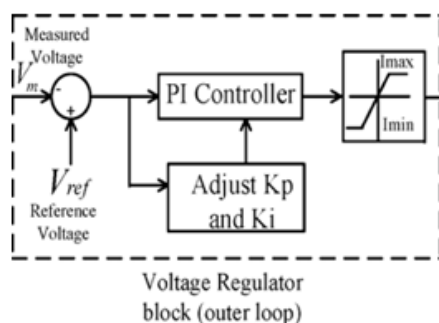 Measured
Voltage
Vm
-
+
Vref
Reference
Voltage
PI Controller
Adjust Kp
and Ki
Imax
Imin
Voltage Regulator
block (outer loop)